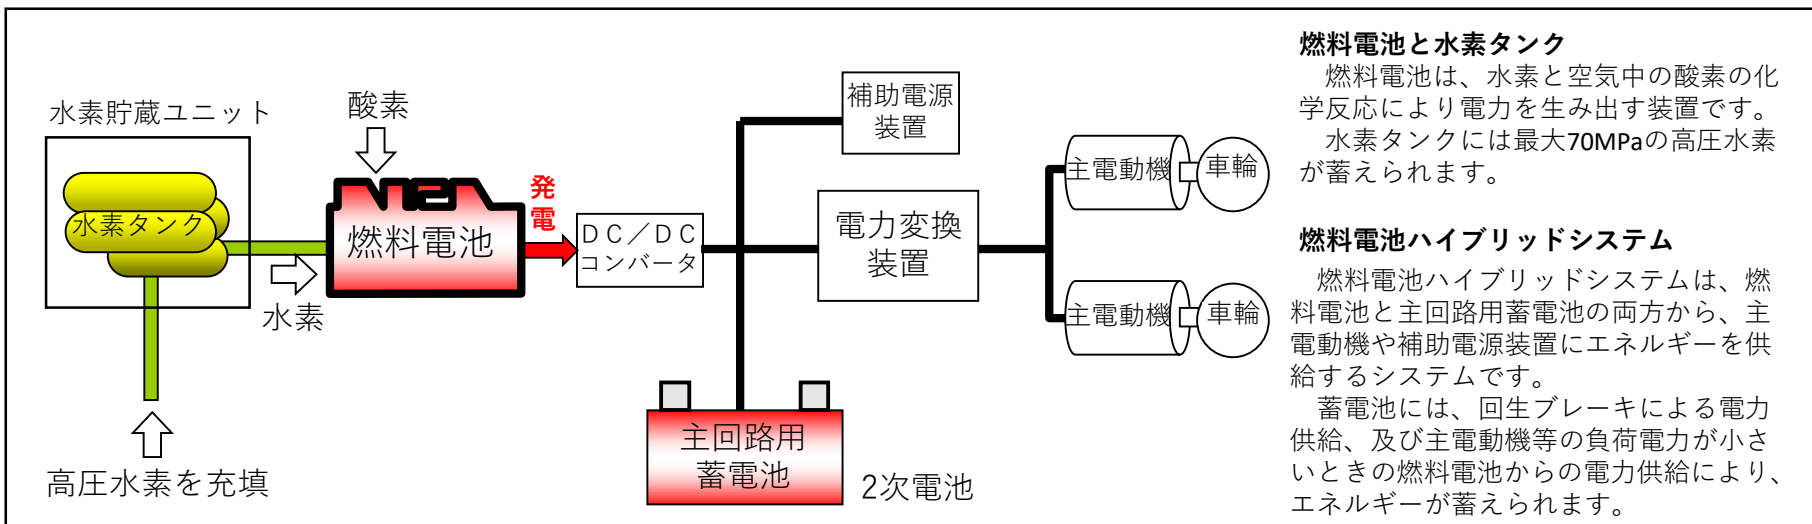 水素貯蔵ユニット
水素タンク
高圧水素を充填
水素
酸素
燃料電池
発
電
DC／DC
コンバータ
補助電源
装置
電力変換
装置
主電動機
車輪
主電動機
車輪
主回路用
蓄電池
2次電池
燃料電池と水素タンク
燃料電池は、水素と空気中の酸素の化
学反応により電力を生み出す装置です。
水素タンクには最大70MPaの高圧水素
が蓄えられます。
燃料電池ハイブリッドシステム
燃料電池ハイブリッドシステムは、燃
料電池と主回路用蓄電池の両方から、主
電動機や補助電源装置にエネルギーを供
給するシステムです。
蓄電池には、回生ブレーキによる電力
供給、及び主電動機等の負荷電力が小さ
いときの燃料電池からの電力供給により、
エネルギーが蓄えられます。